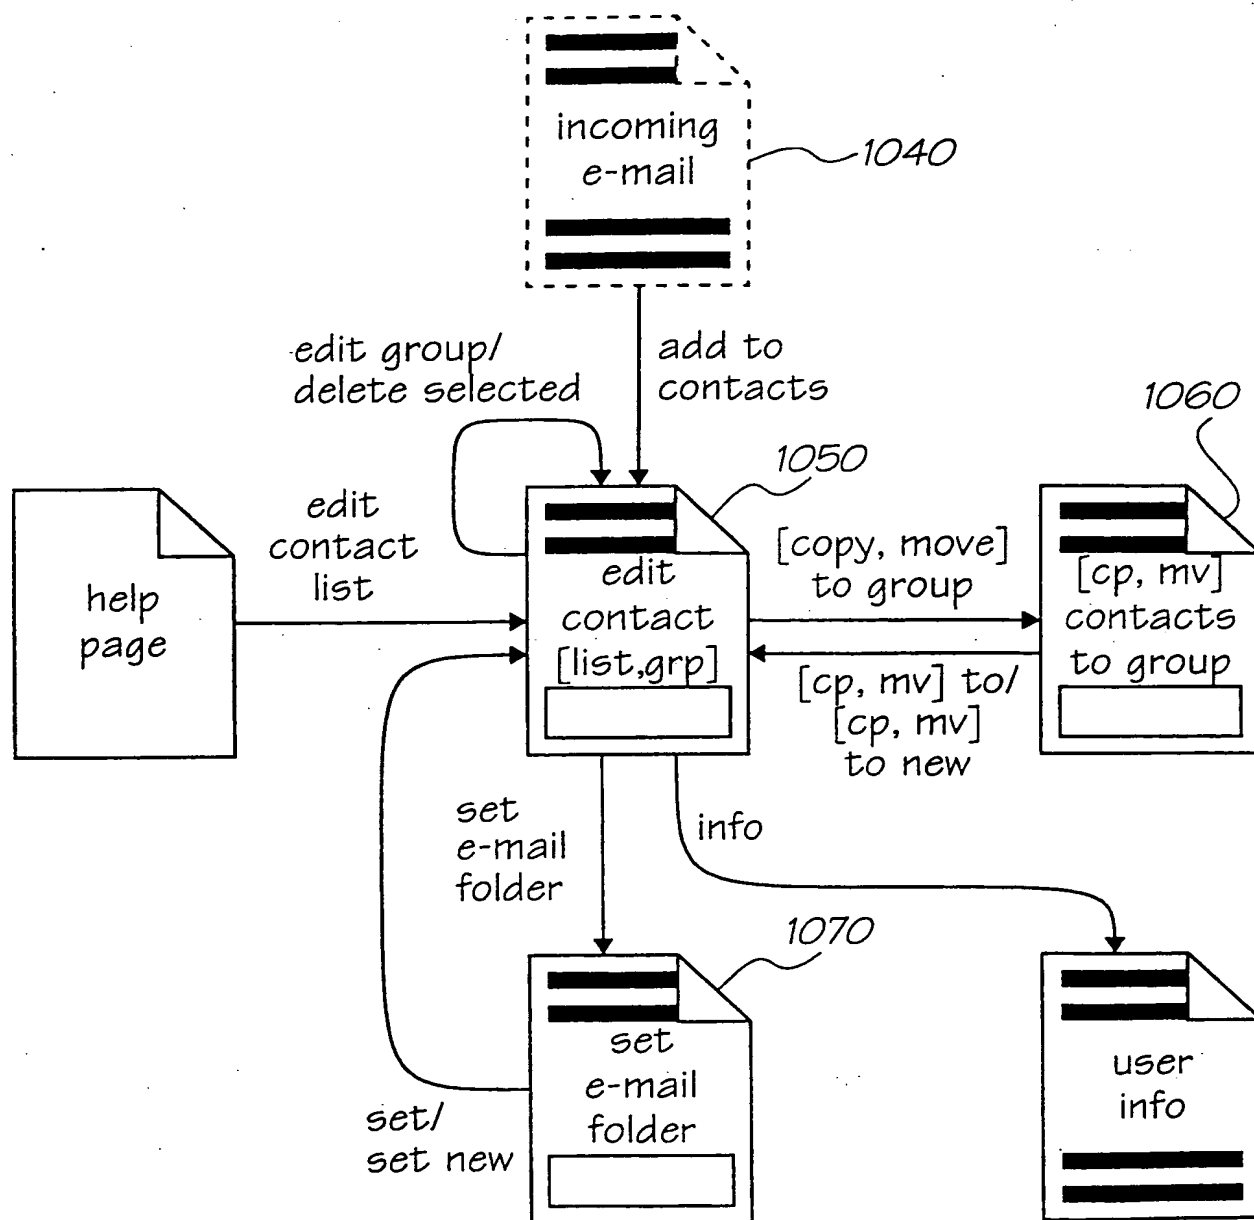 incoming
e-mail
1040
edit group/
delete selected
add to
contacts
1060
1050
edit
contact
list
help
page
edit
contact
[list,grp]
[copy, move]
to group
[cp, mv]
contacts
to group
[cp, mv] to/
[cp, mv]
to new
set
e-mail
folder
info
1070
set
e-mail
folder
set/
set new
user
info